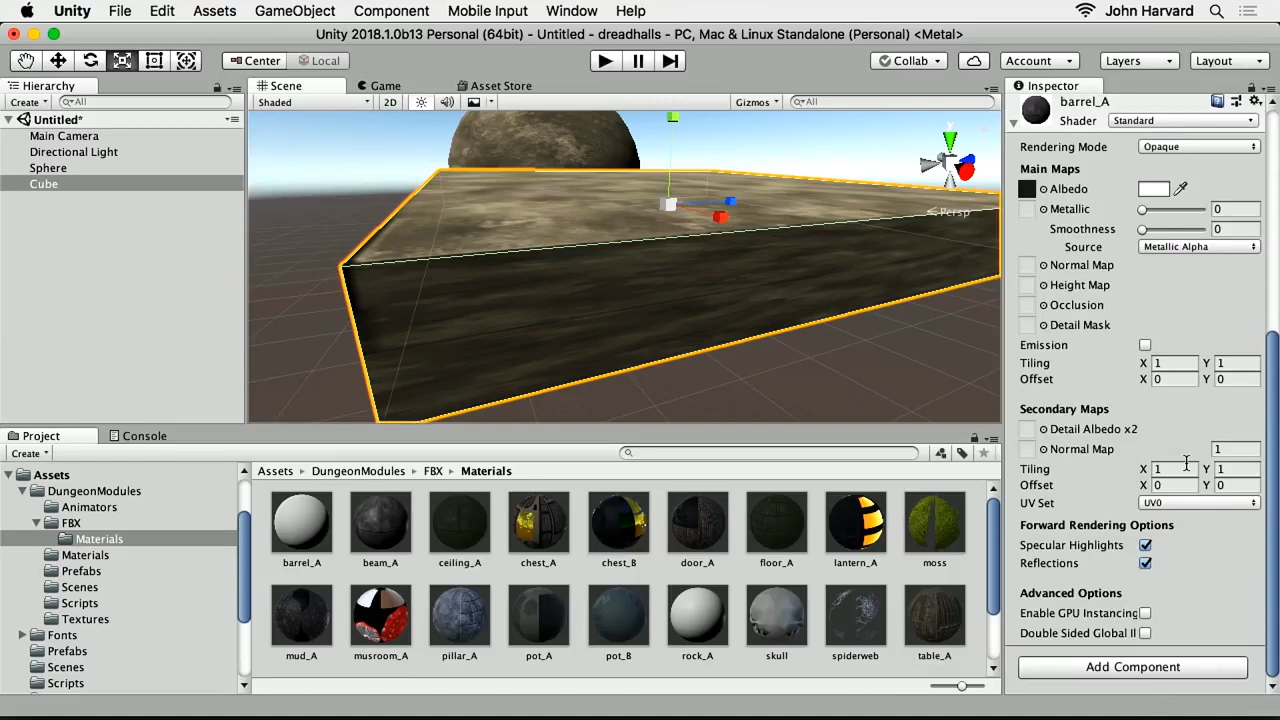 Unity File Edit Assets GameObject Component Mobile Input Window Help John Harvard
Unity 2018.1.0b13 Personal (64bit) - Untitled - dreadhalls - PC, Mac & Linux Standalone (Personal) <Metal>
Center Local Collab Account Layers Layout
Hierarchy
Create All
Untitled*
Main Camera
Directional Light
Sphere
Cube
Scene Game Asset Store
Shaded 2D Gizmos All
Persp
Project Console
Create
Assets
DungeonModules
Animators
FBX
Materials
Materials
Prefabs
Scenes
Scripts
Textures
Fonts
Prefabs
Scenes
Scripts
Assets DungeonModules FBX Materials
barrel_A beam_A ceiling_A chest_A chest_B door_A floor_A lantern_A moss
mud_A musroom_A pillar_A pot_A pot_B rock_A skull spiderweb table_A
Inspector
barrel_A
Shader Standard
Rendering Mode Opaque
Main Maps
Albedo
Metallic 0
Smoothness 0
Source Metallic Alpha
Normal Map
Height Map
Occlusion
Detail Mask
Emission
Tiling X 1 Y 1
Offset X 0 Y 0
Secondary Maps
Detail Albedo x2
Normal Map 1
Tiling X 1 Y 1
Offset X 0 Y 0
UV Set UV0
Forward Rendering Options
Specular Highlights
Reflections
Advanced Options
Enable GPU Instancing
Double Sided Global Il
Add Component